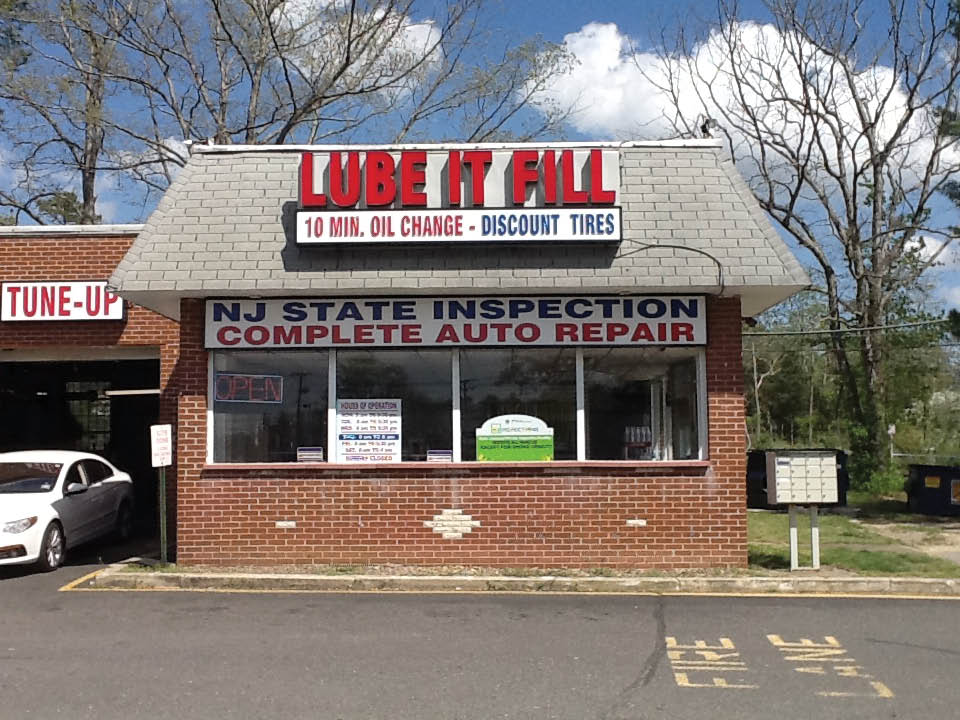 LUBE IT FILL
10 MIN. OIL CHANGE - DISCOUNT TIRES
TUNE-UP
NJ STATE INSPECTION
COMPLETE AUTO REPAIR
OPEN
HOURS OF OPERATION
CLOSED
FIRE LANE